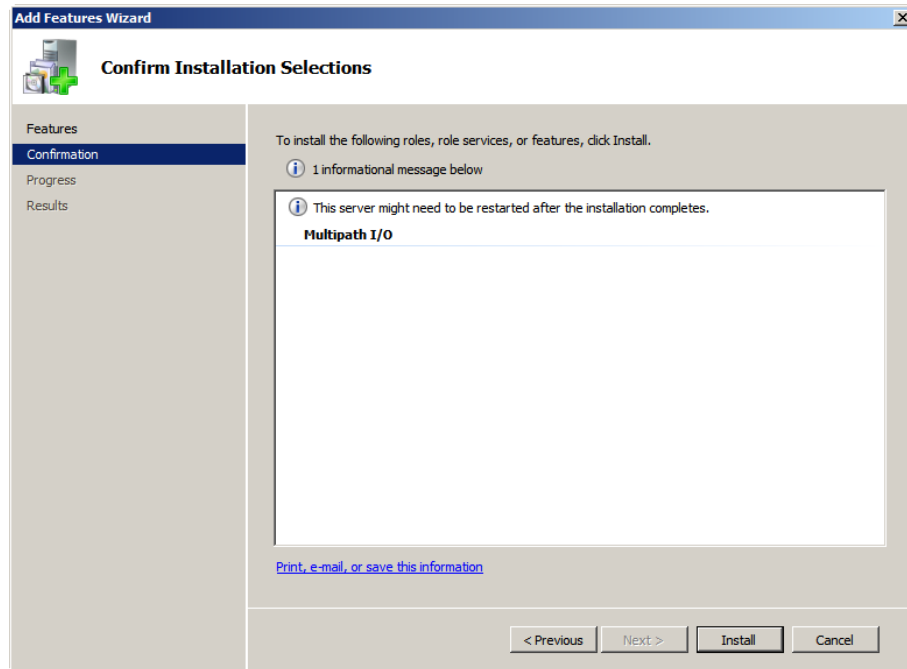 Add Features Wizard
Confirm Installation Selections
Features
Confirmation
Progress
Results
To install the following roles, role services, or features, click Install.
1 informational message below
This server might need to be restarted after the installation completes.
Multipath I/O
Print, e-mail, or save this information
< Previous
Next >
Install
Cancel